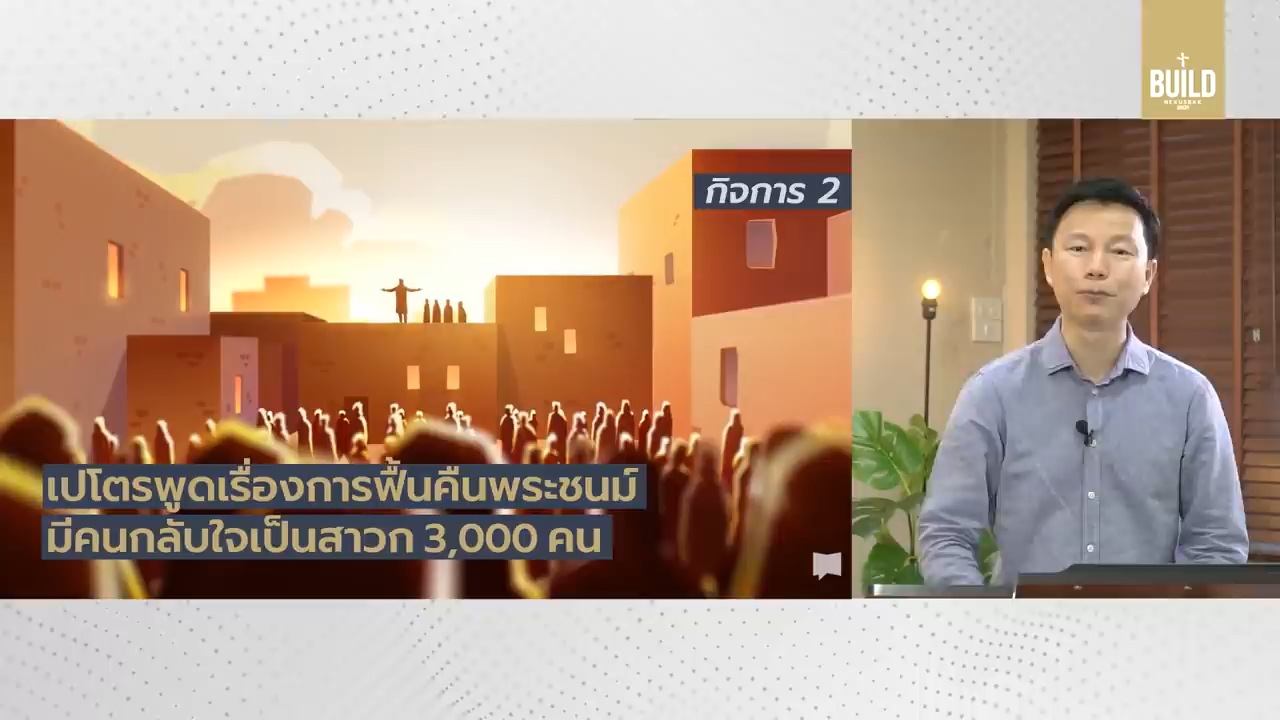 BUILD
กิจการ 2
เปโตรพูดเรื่องการฟื้นคืนพระชนม์
มีคนกลับใจเป็นสาวก 3,000 คน